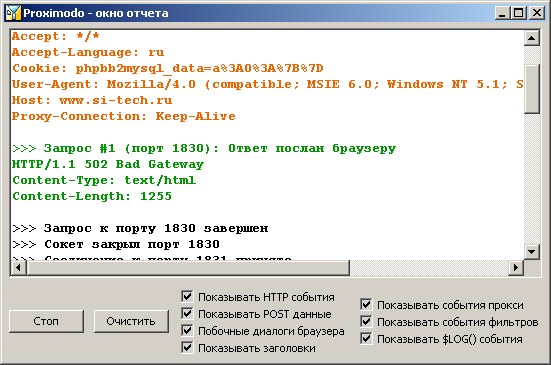 Proximodo - окно отчета
Accept: */*
Accept-Language: ru
Cookie: phpbb2mysql_data=a%3A0%3A%7B%7D
User-Agent: Mozilla/4.0 (compatible; MSIE 6.0; Windows NT 5.1; S
Host: www.si-tech.ru
Proxy-Connection: Keep-Alive
>>> Запрос #1 (порт 1830): Ответ послан браузеру
HTTP/1.1 502 Bad Gateway
Content-Type: text/html
Content-Length: 1255
>>> Запрос к порту 1830 завершен
>>> Сокет закрыл порт 1830
>>> Соединение к порту 1831 принято
Стоп
Очистить
Показывать HTTP события
Показывать POST данные
Побочные диалоги браузера
Показывать заголовки
Показывать события прокси
Показывать события фильтров
Показывать $LOG() события